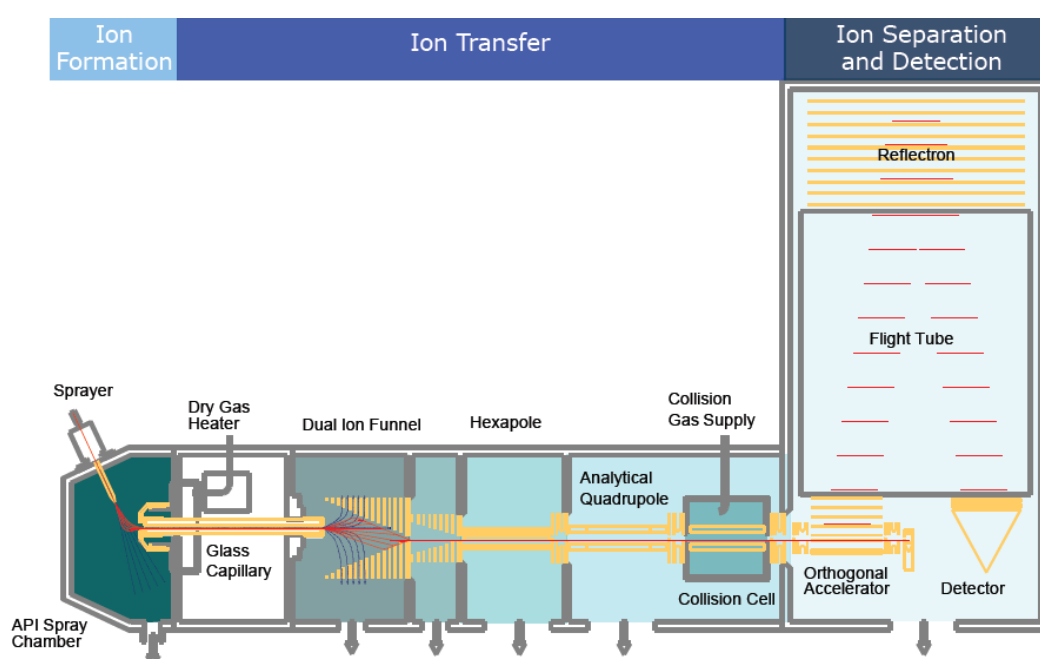 Ion
Formation
Ion Transfer
Ion Separation
and Detection
Reflectron
Flight Tube
Sprayer
Dry Gas
Heater
Dual Ion Funnel
Hexapole
Collision
Gas Supply
Analytical
Quadrupole
Glass
Capillary
Collision Cell
Orthogonal
Accelerator
Detector
API Spray
Chamber